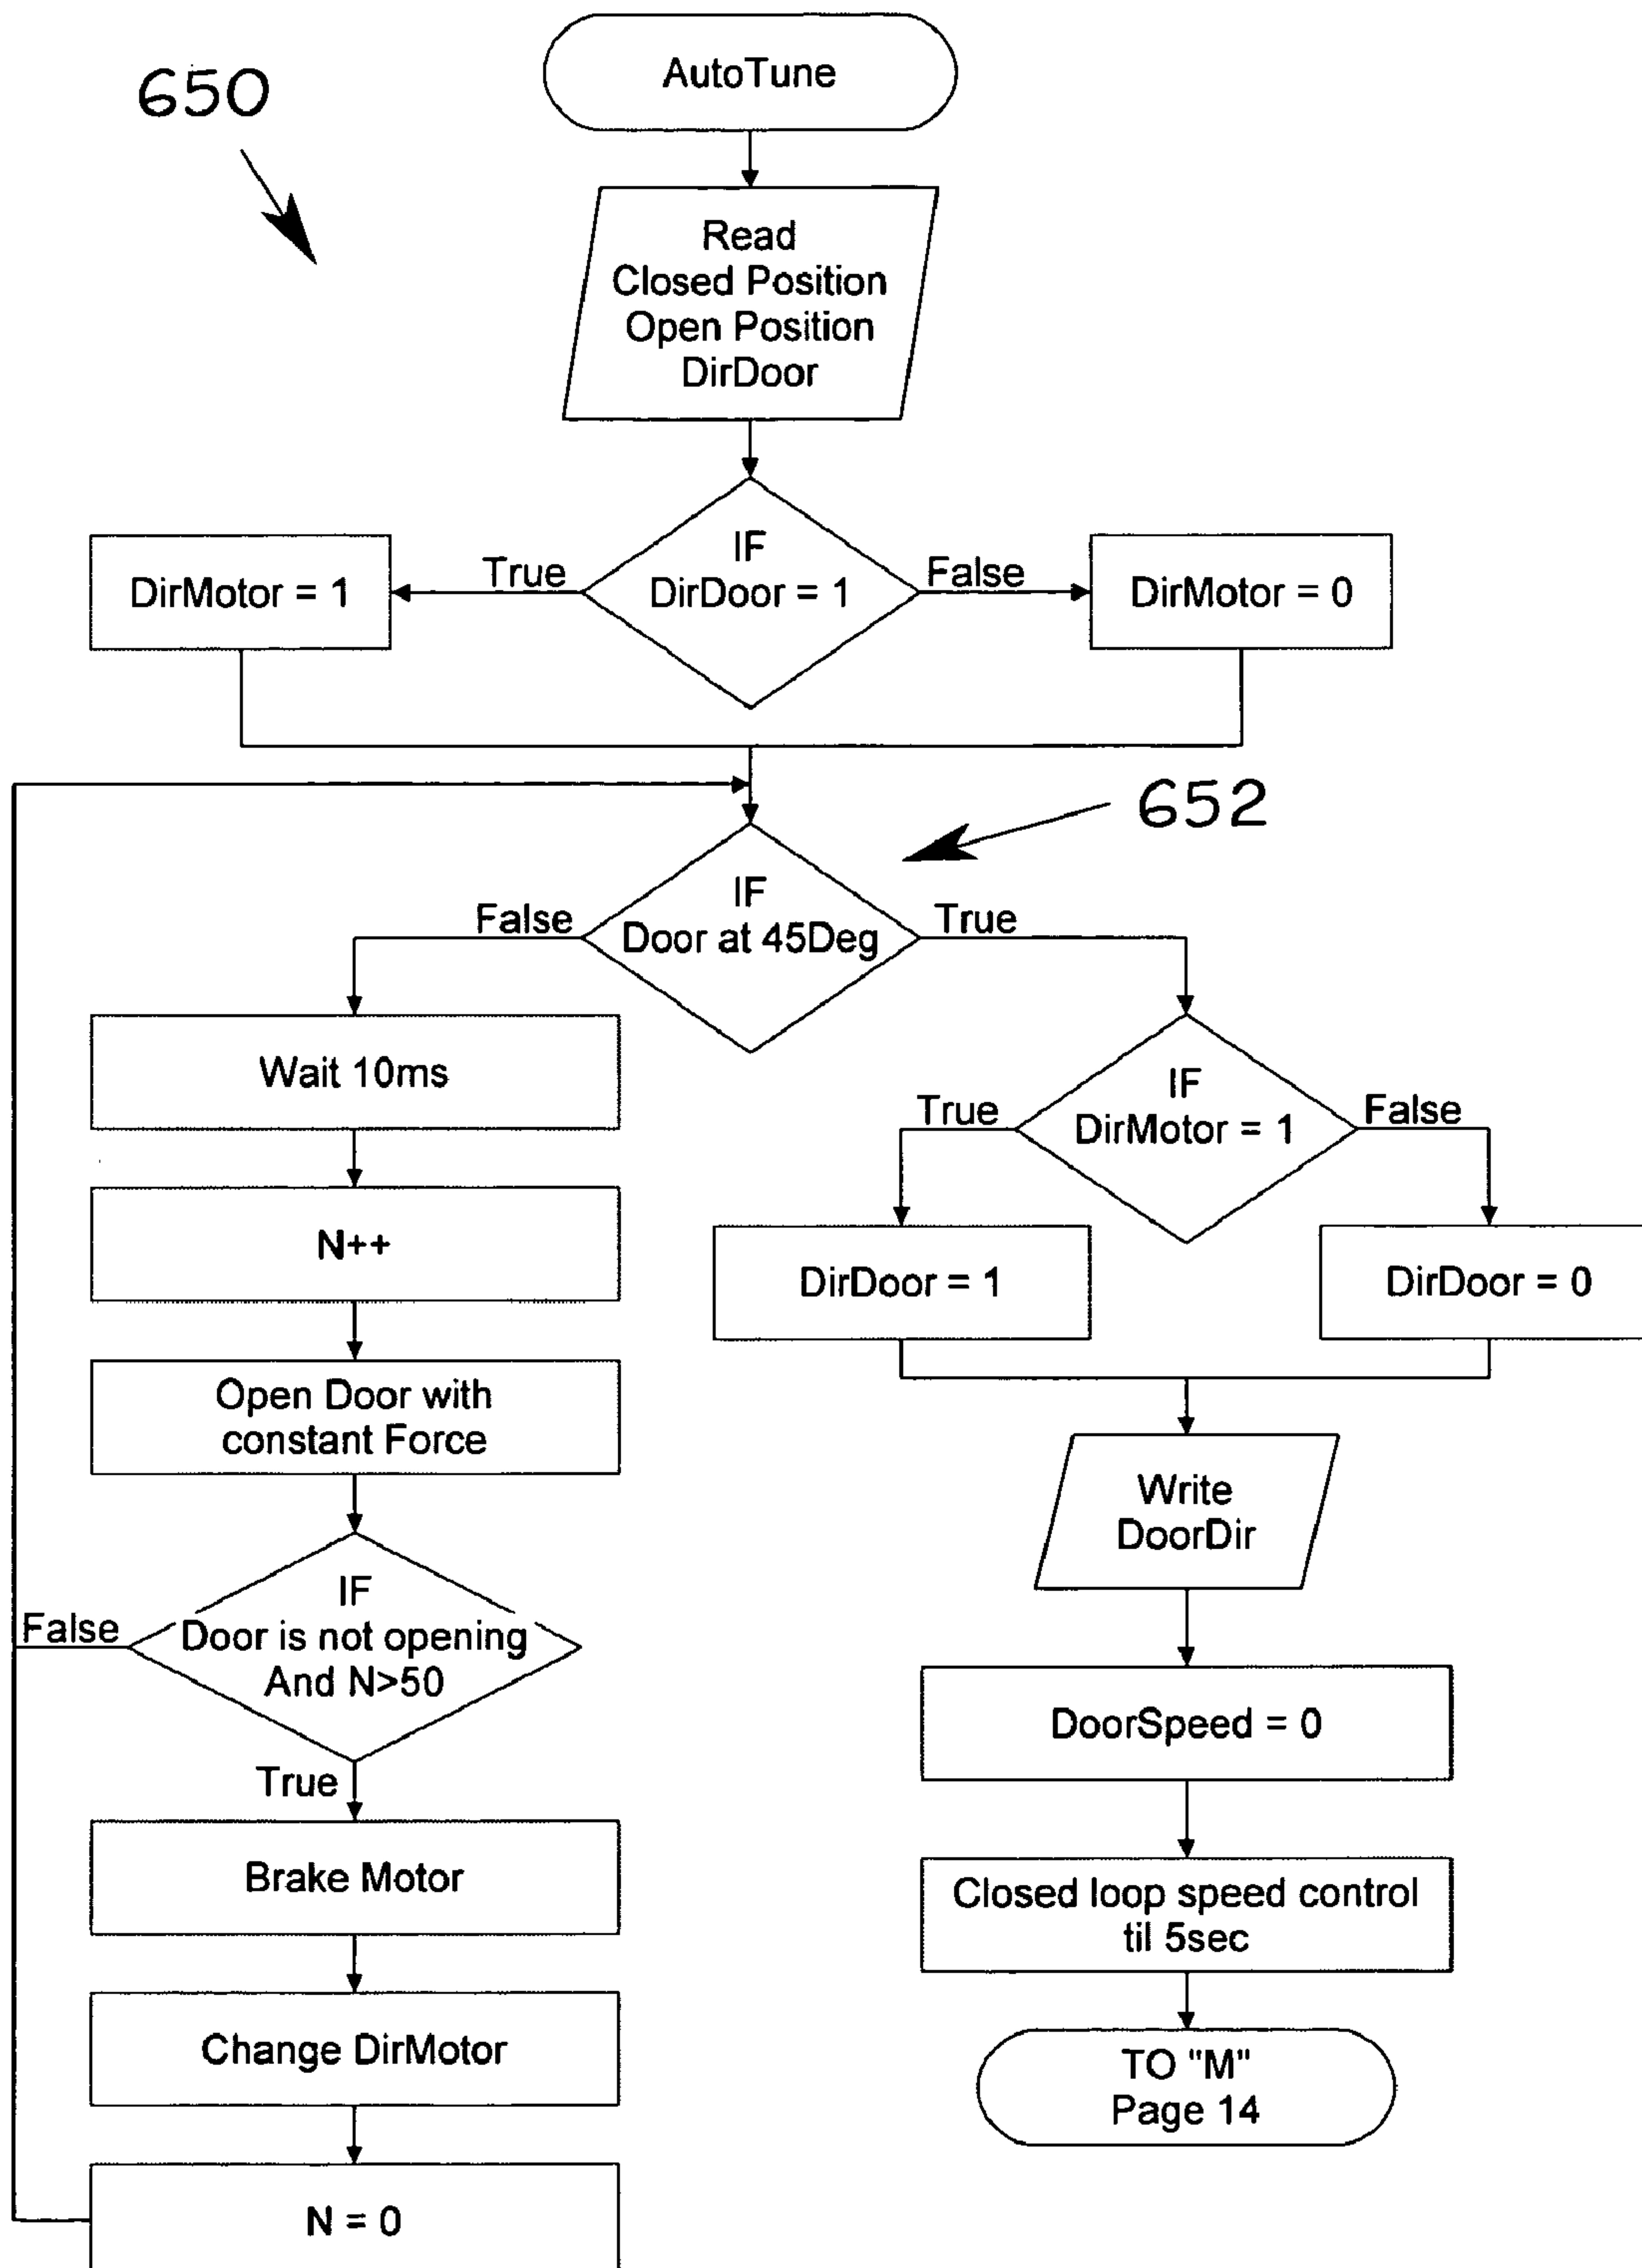 650
AutoTune
Read
Closed Position
Open Position
DirDoor
IF
DirDoor = 1
True
False
DirMotor = 1
DirMotor = 0
652
IF
Door at 45Deg
False
True
Wait 10ms
N++
Open Door with
constant Force
IF
Door is not opening
And N>50
False
True
Brake Motor
Change DirMotor
N = 0
IF
DirMotor = 1
True
False
DirDoor = 1
DirDoor = 0
Write
DoorDir
DoorSpeed = 0
Closed loop speed control
til 5sec
TO "M"
Page 14